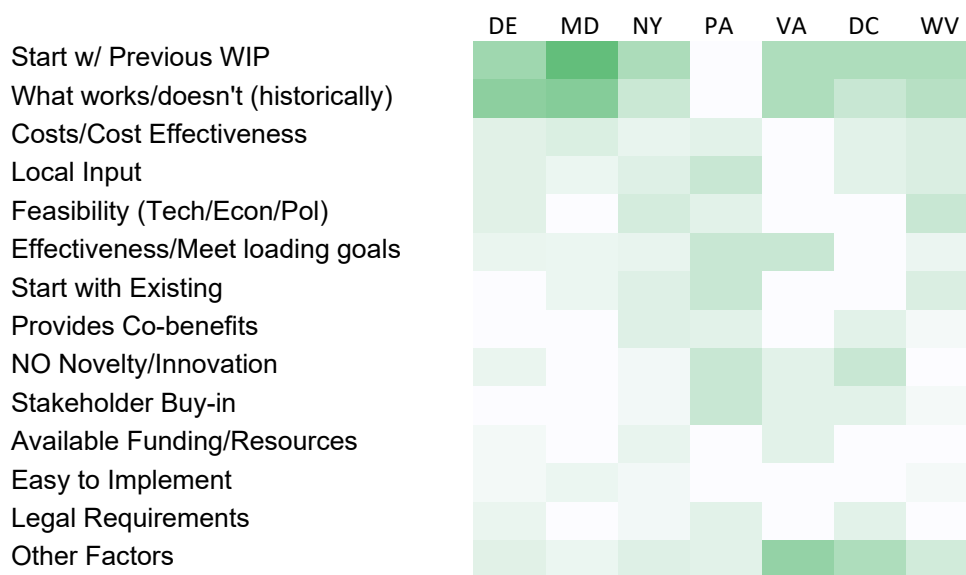 DE MD NY PA VA DC WV
Start w/ Previous WIP
What works/doesn't (historically)
Costs/Cost Effectiveness
Local Input
Feasibility (Tech/Econ/Pol)
Effectiveness/Meet loading goals
Start with Existing
Provides Co-benefits
NO Novelty/Innovation
Stakeholder Buy-in
Available Funding/Resources
Easy to Implement
Legal Requirements
Other Factors